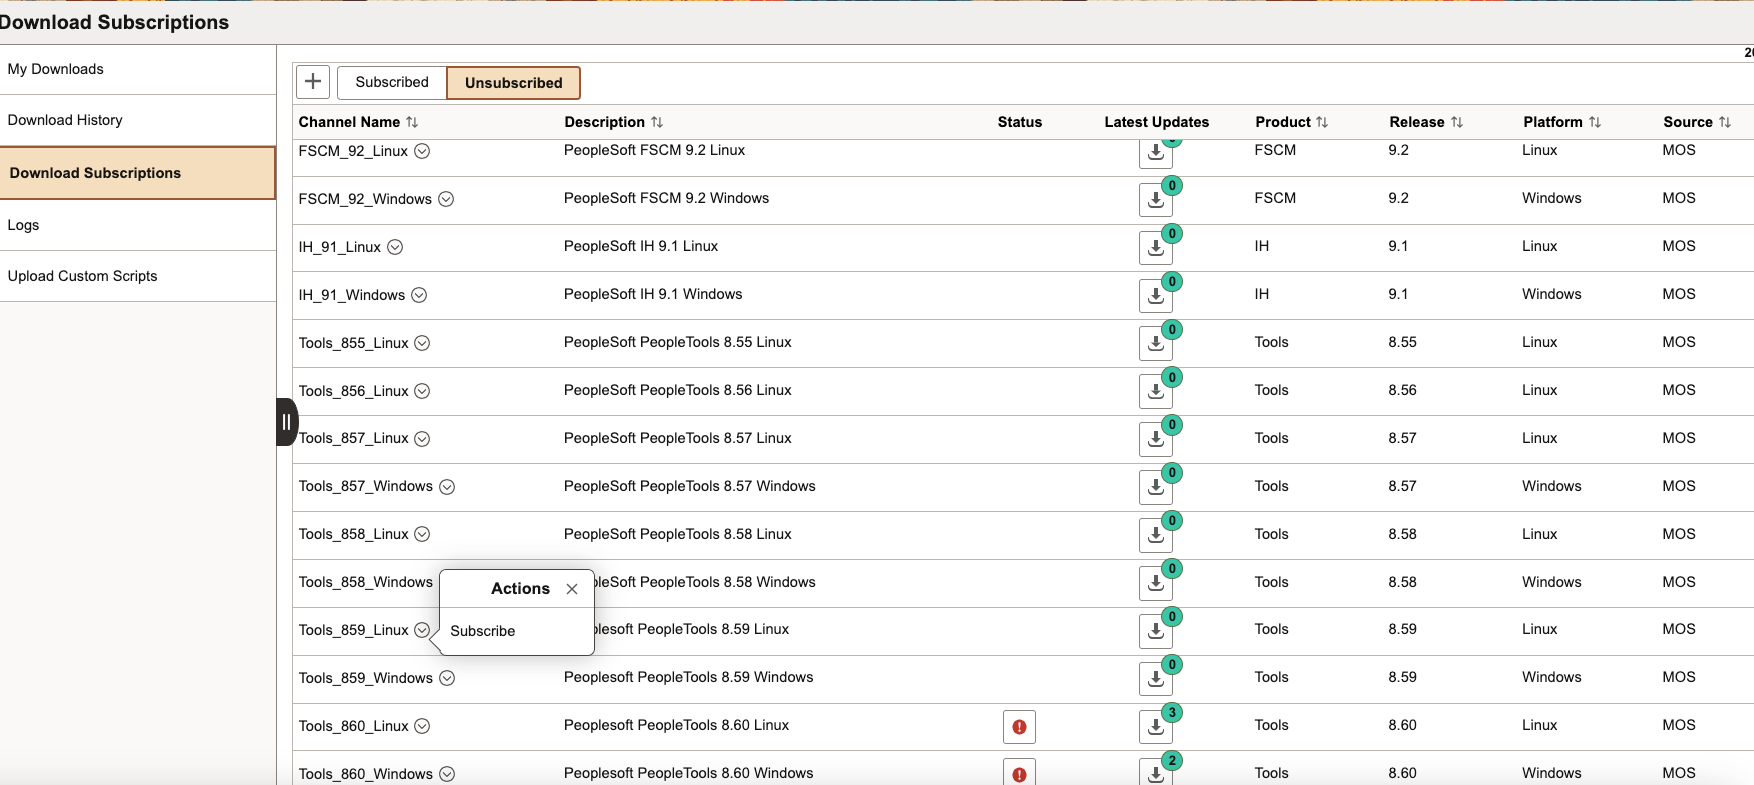 Download Subscriptions
My Downloads
Download History
Download Subscriptions
Logs
Upload Custom Scripts
20
Subscribed Unsubscribed
Channel Name Description Status Latest Updates Product Release Platform Source
FSCM_92_Linux PeopleSoft FSCM 9.2 Linux 0 FSCM 9.2 Linux MOS
FSCM_92_Windows PeopleSoft FSCM 9.2 Windows 0 FSCM 9.2 Windows MOS
IH_91_Linux PeopleSoft IH 9.1 Linux 0 IH 9.1 Linux MOS
IH_91_Windows PeopleSoft IH 9.1 Windows 0 IH 9.1 Windows MOS
Tools_855_Linux PeopleSoft PeopleTools 8.55 Linux 0 Tools 8.55 Linux MOS
Tools_856_Linux PeopleSoft PeopleTools 8.56 Linux 0 Tools 8.56 Linux MOS
Tools_857_Linux PeopleSoft PeopleTools 8.57 Linux 0 Tools 8.57 Linux MOS
Tools_857_Windows PeopleSoft PeopleTools 8.57 Windows 0 Tools 8.57 Windows MOS
Tools_858_Linux PeopleSoft PeopleTools 8.58 Linux 0 Tools 8.58 Linux MOS
Tools_858_Windows pleSoft PeopleTools 8.58 Windows 0 Tools 8.58 Windows MOS
Actions
Subscribe
Tools_859_Linux plesoft PeopleTools 8.59 Linux 0 Tools 8.59 Linux MOS
Tools_859_Windows Peoplesoft PeopleTools 8.59 Windows 0 Tools 8.59 Windows MOS
Tools_860_Linux Peoplesoft PeopleTools 8.60 Linux 3 Tools 8.60 Linux MOS
Tools_860_Windows Peoplesoft PeopleTools 8.60 Windows 2 Tools 8.60 Windows MOS